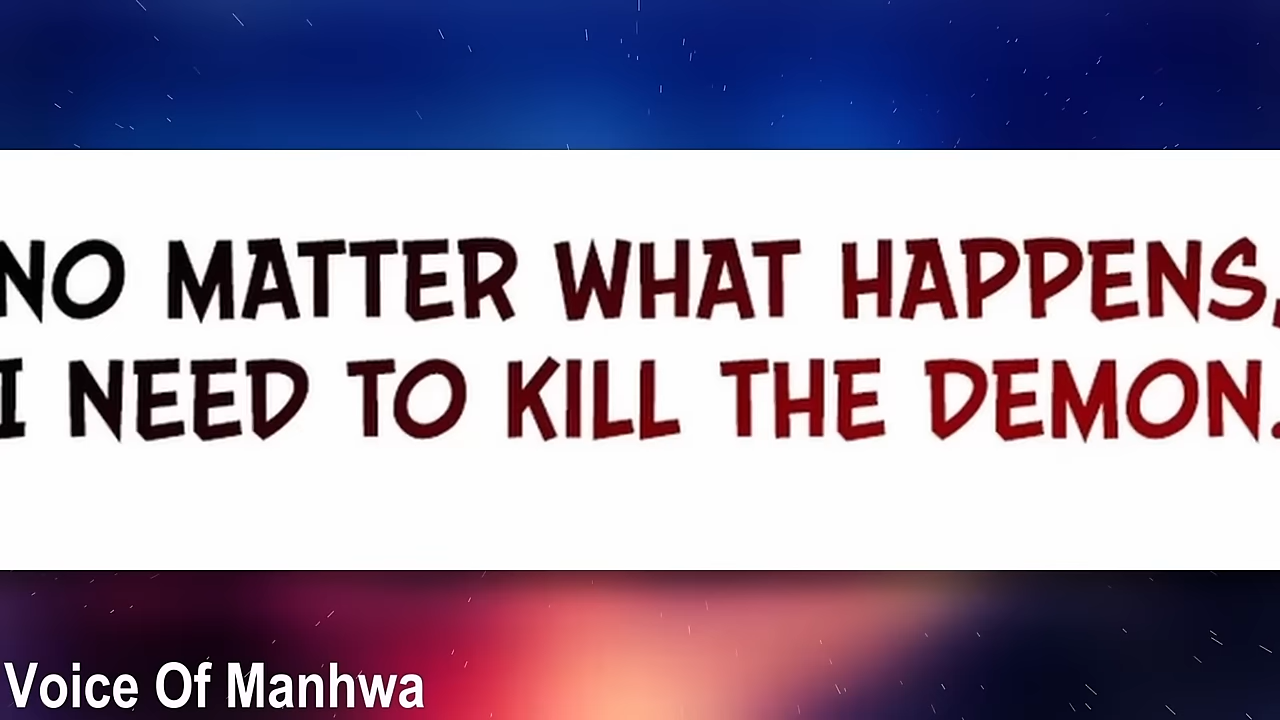 NO MATTER WHAT HAPPENS,
I NEED TO KILL THE DEMON.
Voice Of Manhwa